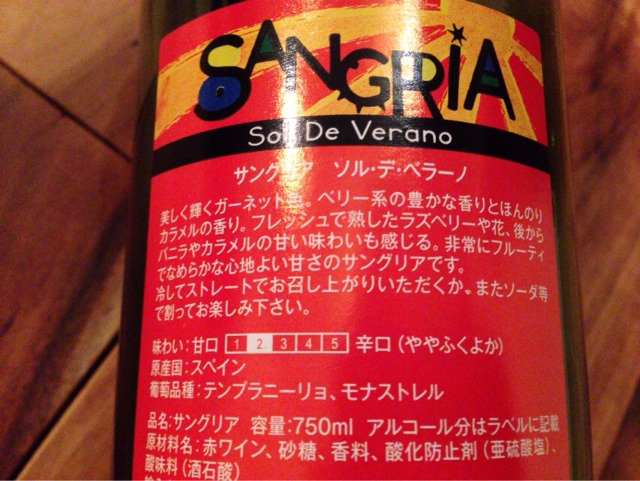 SANGRIA
Sol De Verano
サングリア ソル・デ・ベラーノ
美しく輝くガーネット色。ベリー系の豊かな香りとほんのり
カラメルの香り。フレッシュで熟したラズベリーや花、後から
バニラやカラメルの甘い味わいも感じる。非常にフルーティ
でなめらかな心地よい甘さのサングリアです。
冷してストレートでお召し上がりいただくか、またソーダ等
で割ってお楽しみ下さい。
味わい:甘口 1 2 3 4 5 辛口(ややふくよか)
原産国:スペイン
葡萄品種:テンプラニーリョ、モナストレル
品名:サングリア 容量:750ml アルコール分はラベルに記載
原材料名:赤ワイン、砂糖、香料、酸化防止剤(亜硫酸塩)、
酸味料(酒石酸)